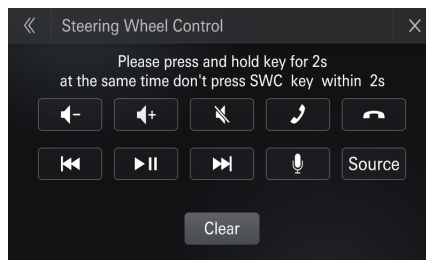 Steering Wheel Control
Please press and hold key for 2s
at the same time don't press SWC key within 2s
Source
Clear